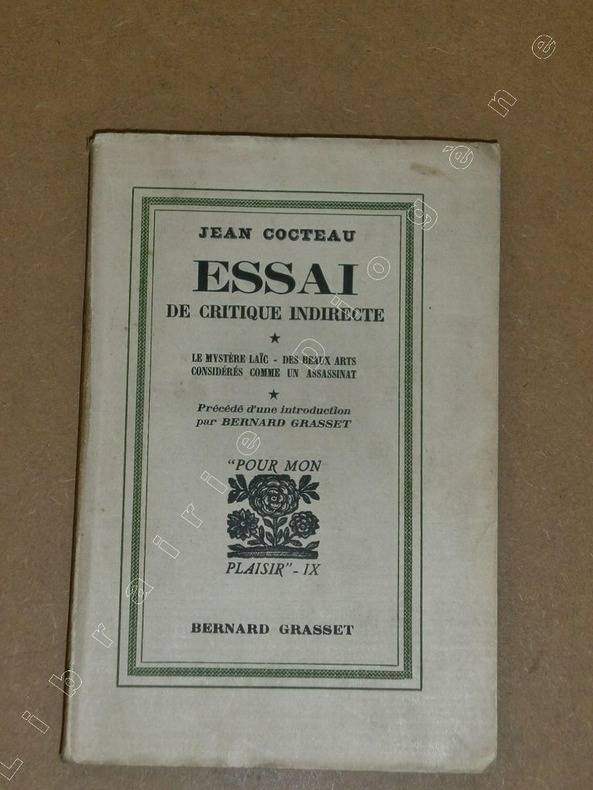 JEAN COCTEAU
ESSAI
DE CRITIQUE INDIRECTE
★
LE MYSTÈRE LAÏC - DES BEAUX ARTS
CONSIDÉRÉS COMME UN ASSASSINAT
★
Précédé d'une introduction
par BERNARD GRASSET
"POUR MON
PLAISIR" - IX
BERNARD GRASSET